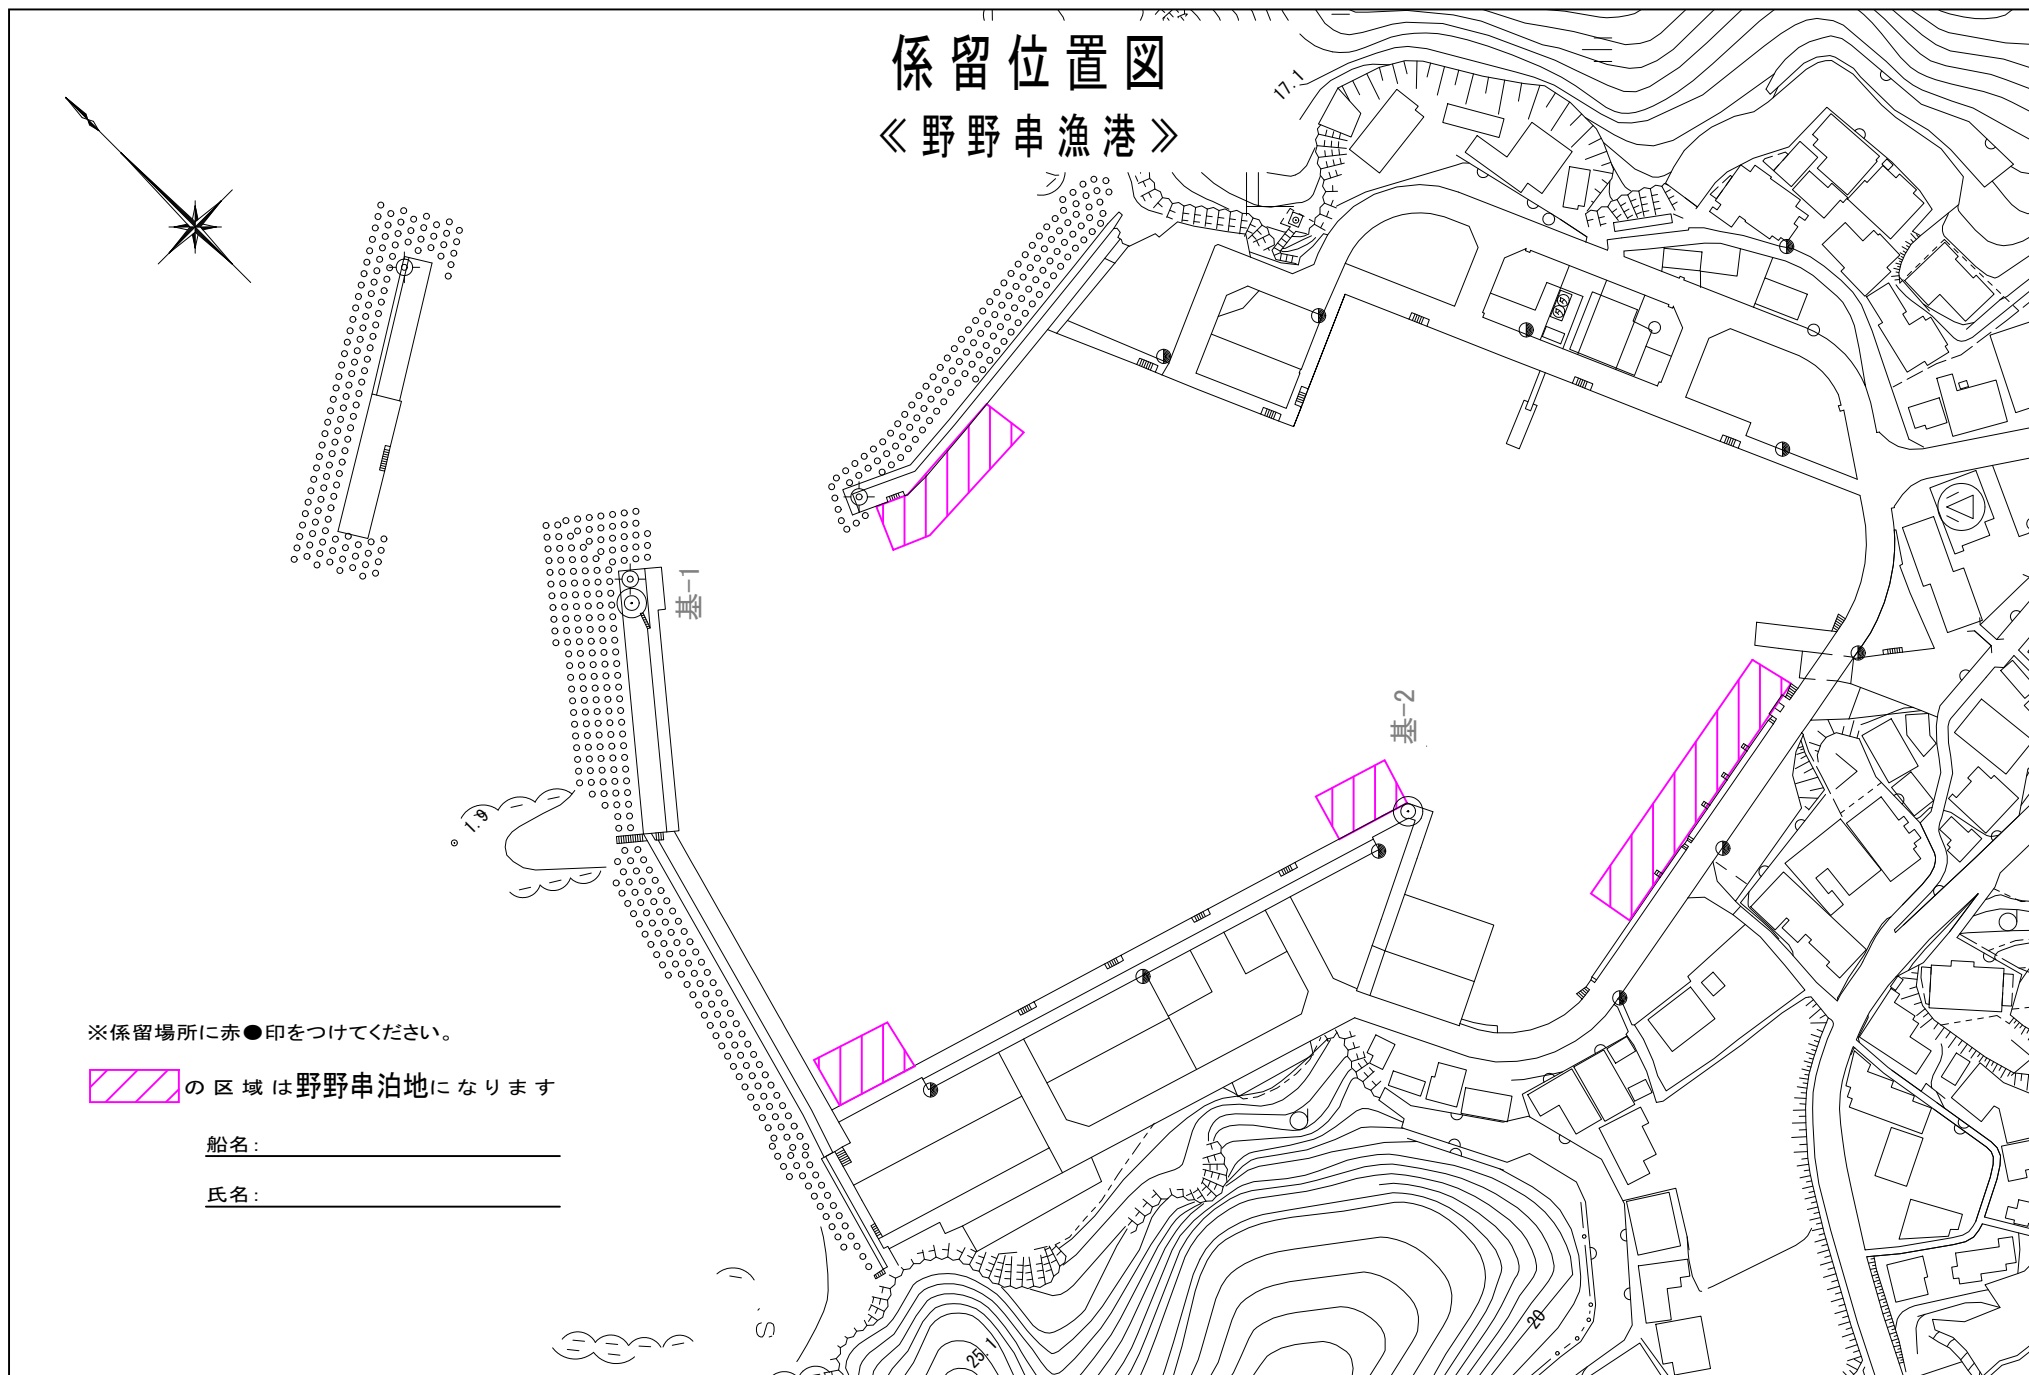 係留位置図
≪野野串漁港≫
17.1
基-1
基-2
1.9
※係留場所に赤●印をつけてください。
の区域は野野串泊地になります
船名:
氏名:
S
25.1
20